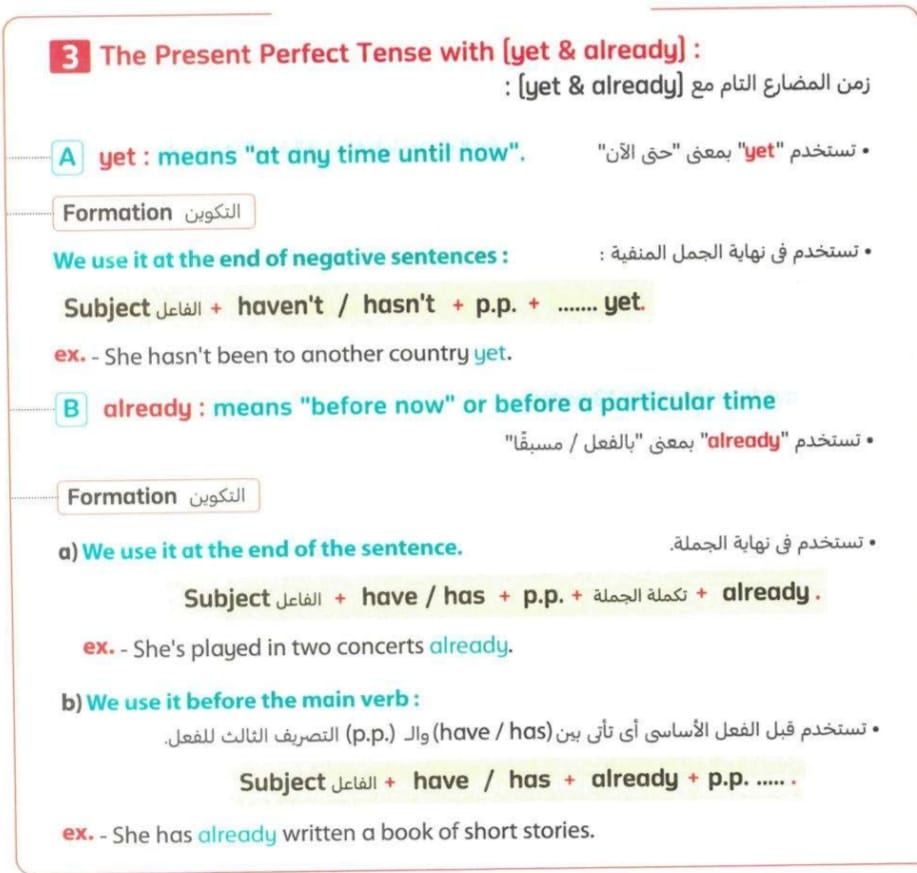 3 The Present Perfect Tense with (yet & already) :
زمن المضارع التام مع (yet & already) :
A yet : means "at any time until now".
• تستخدم "yet" بمعنى "حتى الآن"
Formation التكوين
We use it at the end of negative sentences :
• تستخدم فى نهاية الجمل المنفية :
Subject الفاعل + haven't / hasn't + p.p. + ....... yet.
ex. - She hasn't been to another country yet.
B already : means "before now" or before a particular time
• تستخدم "already" بمعنى "بالفعل / مسبقًا"
Formation التكوين
a) We use it at the end of the sentence.
• تستخدم فى نهاية الجملة.
Subject الفاعل + have / has + p.p. + تكملة الجملة + already .
ex. - She's played in two concerts already.
b) We use it before the main verb :
• تستخدم قبل الفعل الأساسى أى تأتى بين (have / has) والـ (p.p.) التصريف الثالث للفعل.
Subject الفاعل + have / has + already + p.p. ..... .
ex. - She has already written a book of short stories.